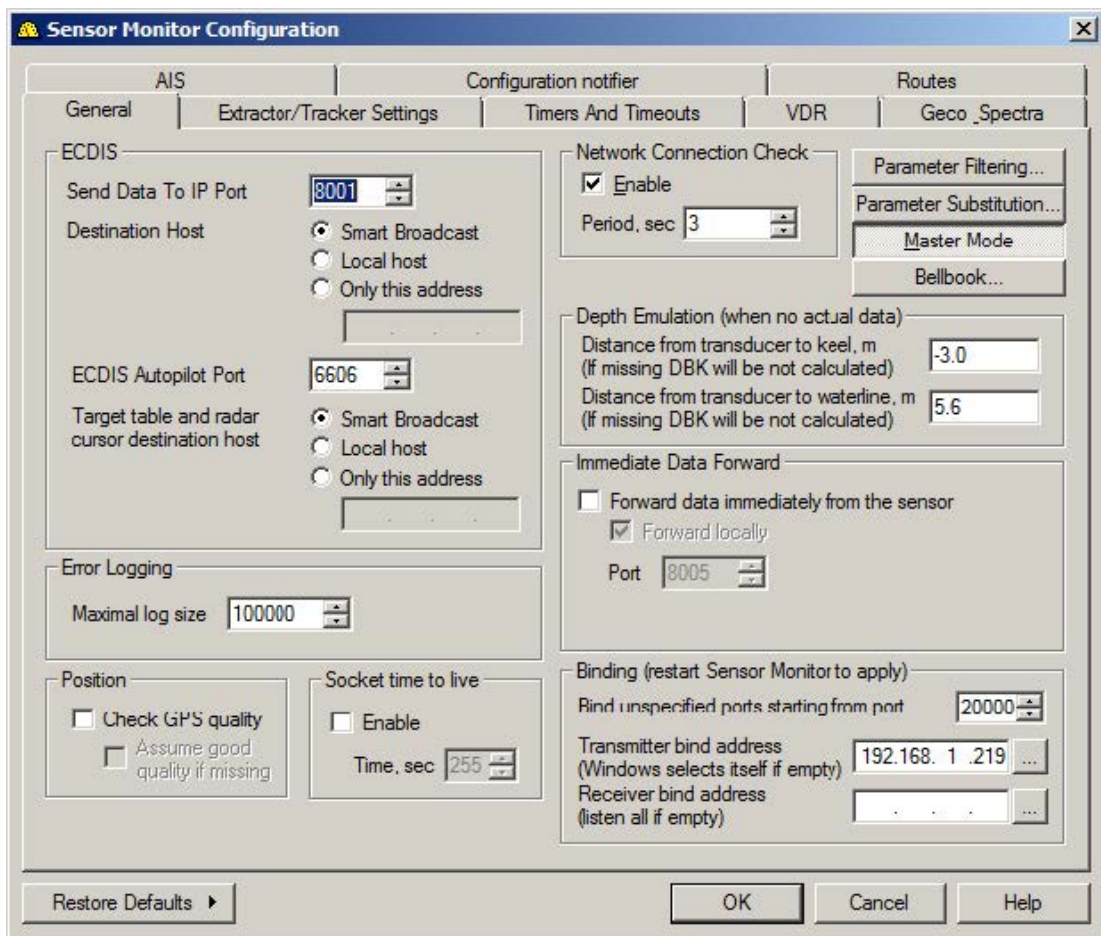 Sensor Monitor Configuration
AIS
Configuration notifier
Routes
General
Extractor/Tracker Settings
Timers And Timeouts
VDR
Geco_Spectra
ECDIS
Send Data To IP Port
8001
Destination Host
Smart Broadcast
Local host
Only this address
. . .
ECDIS Autopilot Port
6606
Target table and radar
cursor destination host
Smart Broadcast
Local host
Only this address
. . .
Error Logging
Maximal log size
100000
Position
Check GPS quality
Assume good
quality if missing
Socket time to live
Enable
Time, sec
255
Network Connection Check
Enable
Period, sec
3
Parameter Filtering...
Parameter Substitution...
Master Mode
Bellbook...
Depth Emulation (when no actual data)
Distance from transducer to keel, m
(If missing DBK will be not calculated)
-3.0
Distance from transducer to waterline, m
(If missing DBK will be not calculated)
5.6
Immediate Data Forward
Forward data immediately from the sensor
Forward locally
Port
8005
Binding (restart Sensor Monitor to apply)
Bind unspecified ports starting from port
20000
Transmitter bind address
(Windows selects itself if empty)
192.168. 1 .219
...
Receiver bind address
(listen all if empty)
. . .
...
Restore Defaults
OK
Cancel
Help